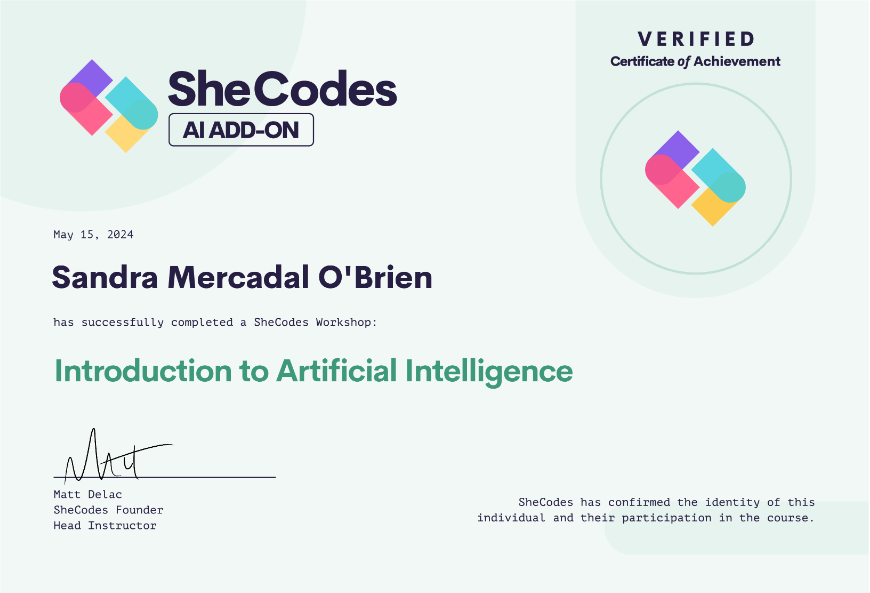 VERIFIED
Certificate of Achievement
SheCodes
AI ADD-ON
May 15, 2024
Sandra Mercadal O'Brien
has successfully completed a SheCodes Workshop:
Introduction to Artificial Intelligence
Matt
Matt Delac
SheCodes Founder
Head Instructor
SheCodes has confirmed the identity of this
individual and their participation in the course.